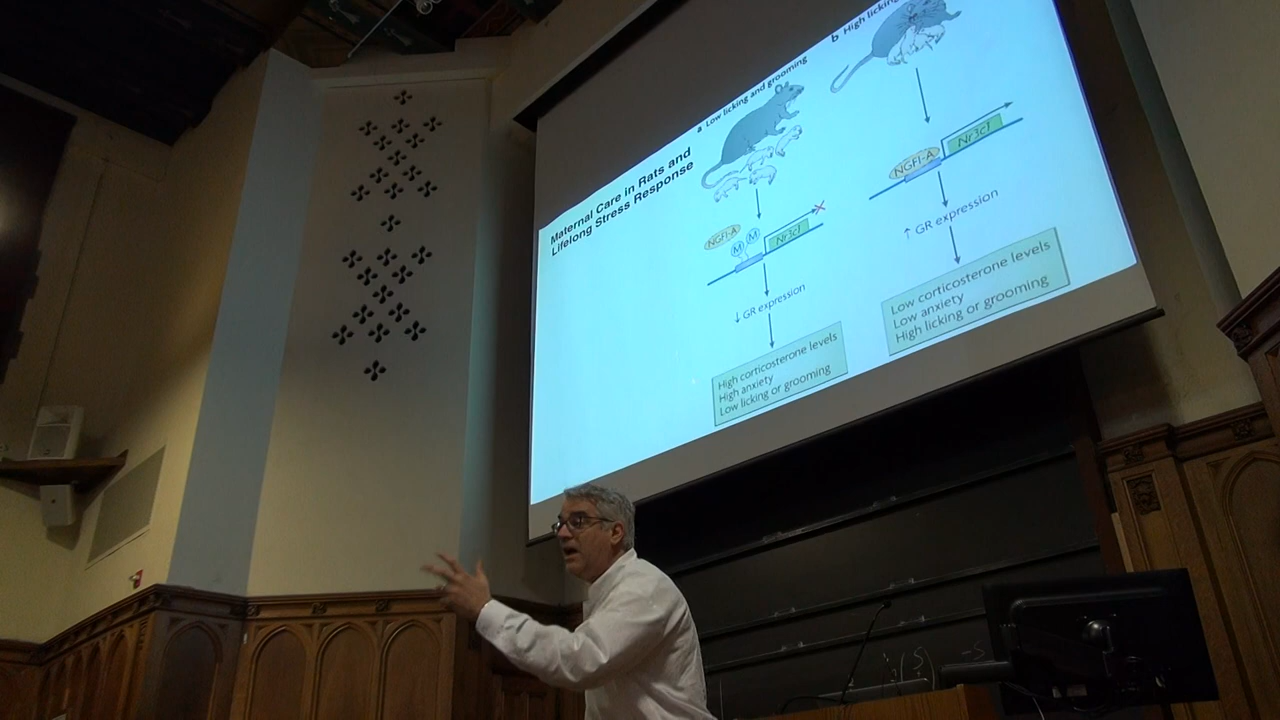 Maternal Care in Rats and
Lifelong Stress Response
a Low licking and grooming
NGFI-A
M
M
Nr3c1
↓ GR expression
High corticosterone levels
High anxiety
Low licking or grooming
b High licking
NGFI-A
Nr3c1
↑ GR expression
Low corticosterone levels
Low anxiety
High licking or grooming